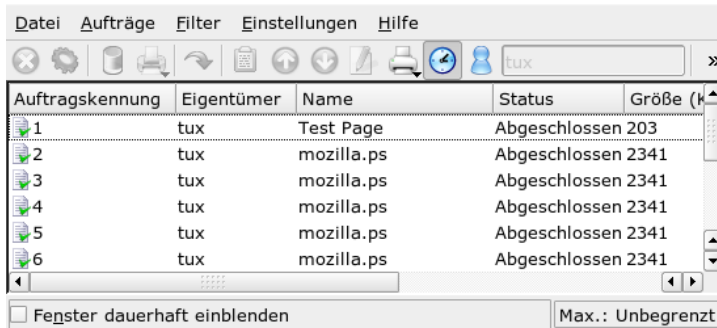 Datei Aufträge Filter Einstellungen Hilfe
tux »
Auftragskennung Eigentümer Name Status Größe (K
1 tux Test Page Abgeschlossen 203
2 tux mozilla.ps Abgeschlossen 2341
3 tux mozilla.ps Abgeschlossen 2341
4 tux mozilla.ps Abgeschlossen 2341
5 tux mozilla.ps Abgeschlossen 2341
6 tux mozilla.ps Abgeschlossen 2341
Fenster dauerhaft einblenden Max.: Unbegrenzt